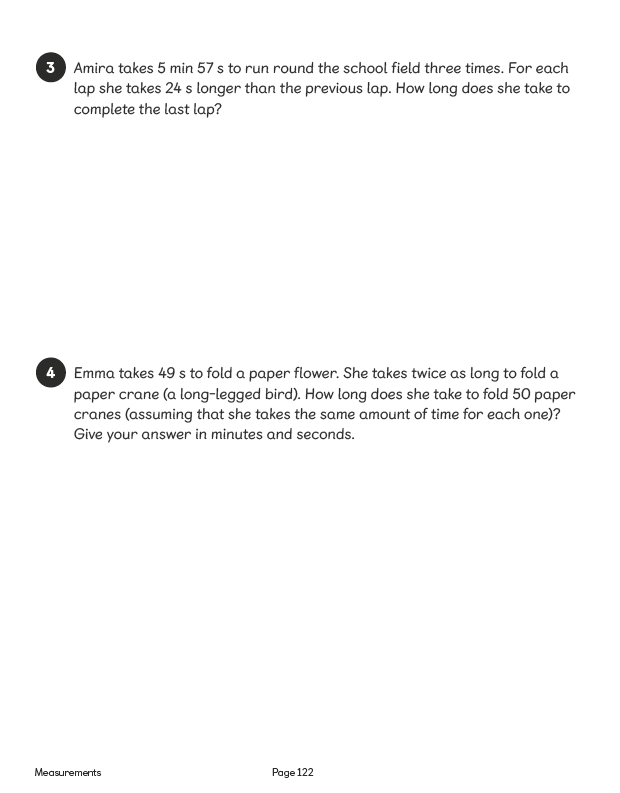 3 Amira takes 5 min 57 s to run round the school field three times. For each
lap she takes 24 s longer than the previous lap. How long does she take to
complete the last lap?
4 Emma takes 49 s to fold a paper flower. She takes twice as long to fold a
paper crane (a long-legged bird). How long does she take to fold 50 paper
cranes (assuming that she takes the same amount of time for each one)?
Give your answer in minutes and seconds.
Measurements Page 122